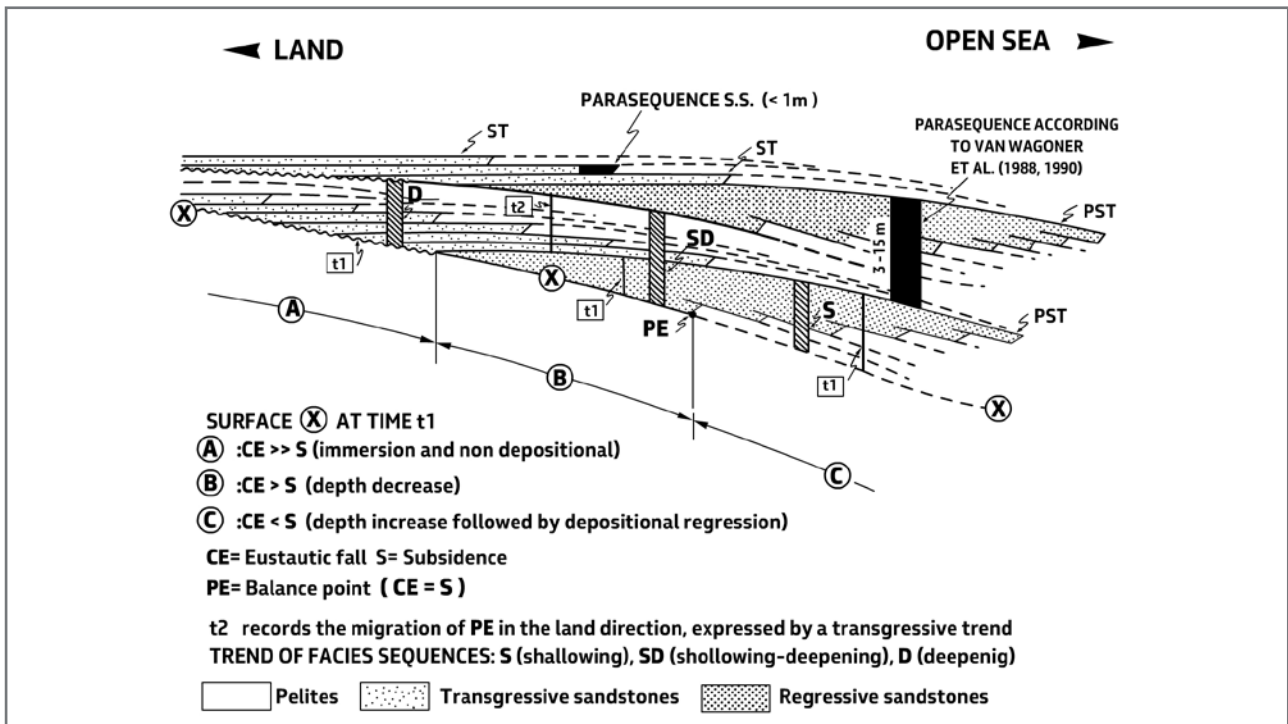 LAND
OPEN SEA
PARASEQUENCE S.S. (< 1m )
PARASEQUENCE ACCORDING
TO VAN WAGONER
ET AL. (1988, 1990)
ST
ST
D
t2
X
SD
3 - 15 m
PST
t1
X
t1
S
PST
PE
t1
A
X
B
C
SURFACE X AT TIME t1
A :CE >> S (immersion and non depositional)
B :CE > S (depth decrease)
C :CE < S (depth increase followed by depositional regression)
CE= Eustautic fall S= Subsidence
PE= Balance point ( CE = S )
t2 records the migration of PE in the land direction, expressed by a transgressive trend
TREND OF FACIES SEQUENCES: S (shallowing), SD (shollowing-deepening), D (deepenig)
Pelites
Transgressive sandstones
Regressive sandstones